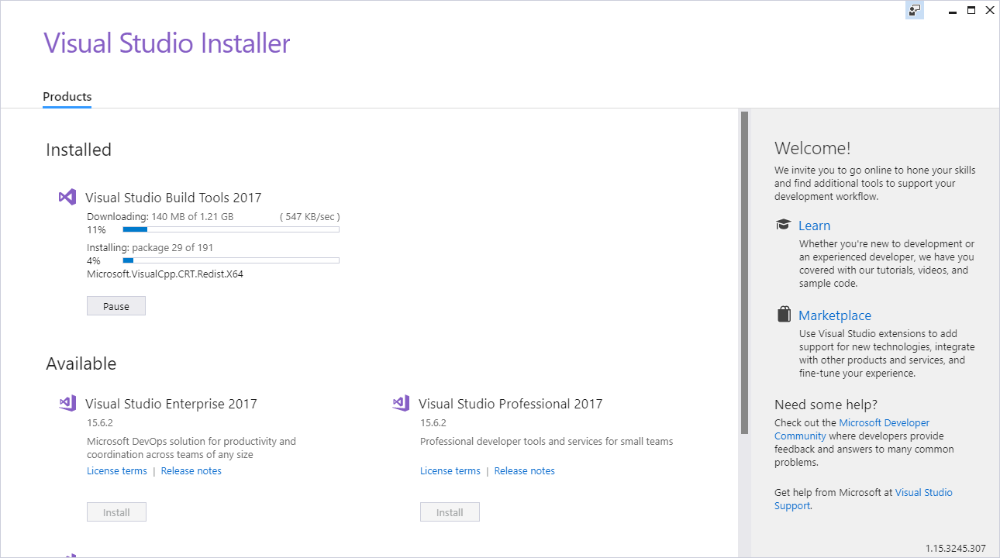 Visual Studio Installer
Products
Installed
Visual Studio Build Tools 2017
Downloading: 140 MB of 1.21 GB ( 547 KB/sec )
11%
Installing: package 29 of 191
4%
Microsoft.VisualCpp.CRT.Redist.X64
Pause
Available
Visual Studio Enterprise 2017
15.6.2
Microsoft DevOps solution for productivity and
coordination across teams of any size
License terms | Release notes
Install
Visual Studio Professional 2017
15.6.2
Professional developer tools and services for small teams
License terms | Release notes
Install
Welcome!
We invite you to go online to hone your skills
and find additional tools to support your
development workflow.
Learn
Whether you're new to development or
an experienced developer, we have you
covered with our tutorials, videos, and
sample code.
Marketplace
Use Visual Studio extensions to add
support for new technologies, integrate
with other products and services, and
fine-tune your experience.
Need some help?
Check out the Microsoft Developer
Community where developers provide
feedback and answers to many common
problems.
Get help from Microsoft at Visual Studio
Support.
1.15.3245.307